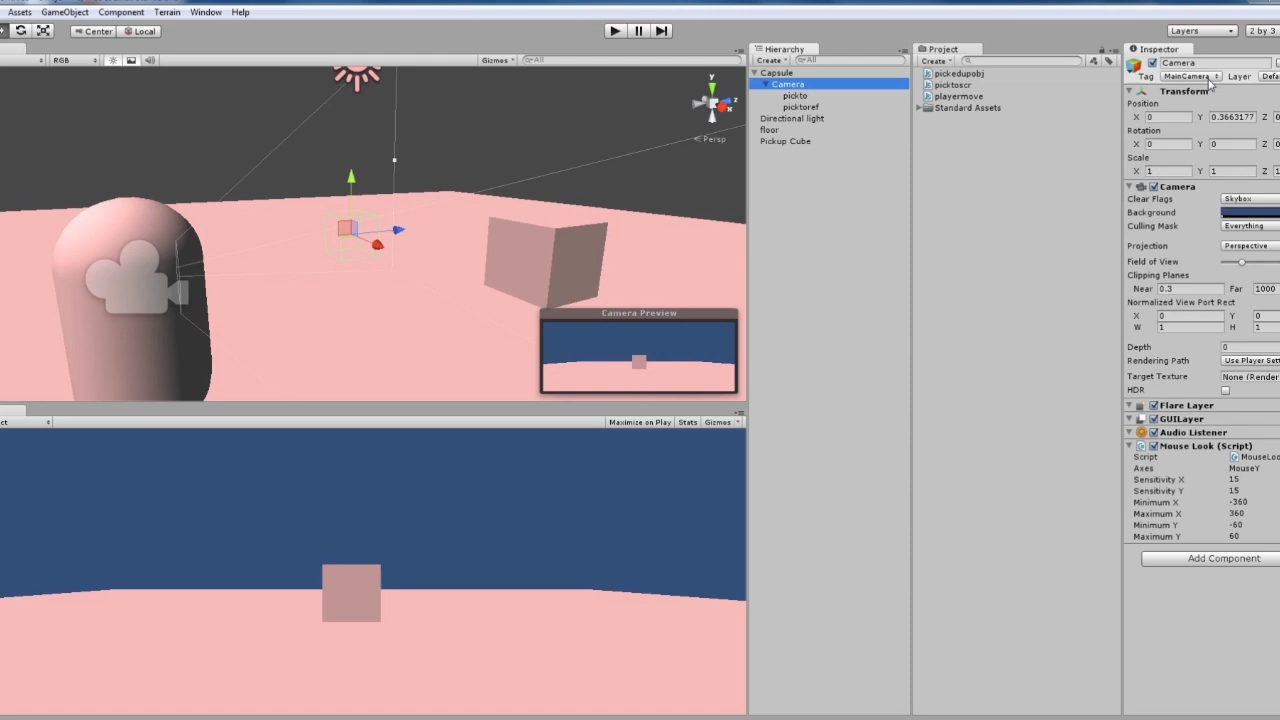 Assets GameObject Component Terrain Window Help
Center Local
Layers 2 by 3
RGB
Gizmos All
y
z
x
Persp
Camera Preview
Maximize on Play Stats Gizmos
Hierarchy
Create All
Capsule
Camera
pickto
picktoref
Directional light
floor
Pickup Cube
Project
Create
pickedupobj
picktoscr
playermove
Standard Assets
Inspector
Camera
Tag MainCamera Layer Defa
Transform
Position
X 0 Y 0.3663177 Z 0
Rotation
X 0 Y 0 Z 0
Scale
X 1 Y 1 Z 1
Camera
Clear Flags Skybox
Background
Culling Mask Everything
Projection Perspective
Field of View
Clipping Planes
Near 0.3 Far 1000
Normalized View Port Rect
X 0 Y 0
W 1 H 1
Depth 0
Rendering Path Use Player Sett
Target Texture None (Render
HDR
Flare Layer
GUILayer
Audio Listener
Mouse Look (Script)
Script MouseLoo
Axes MouseY
Sensitivity X 15
Sensitivity Y 15
Minimum X -360
Maximum X 360
Minimum Y -60
Maximum Y 60
Add Component